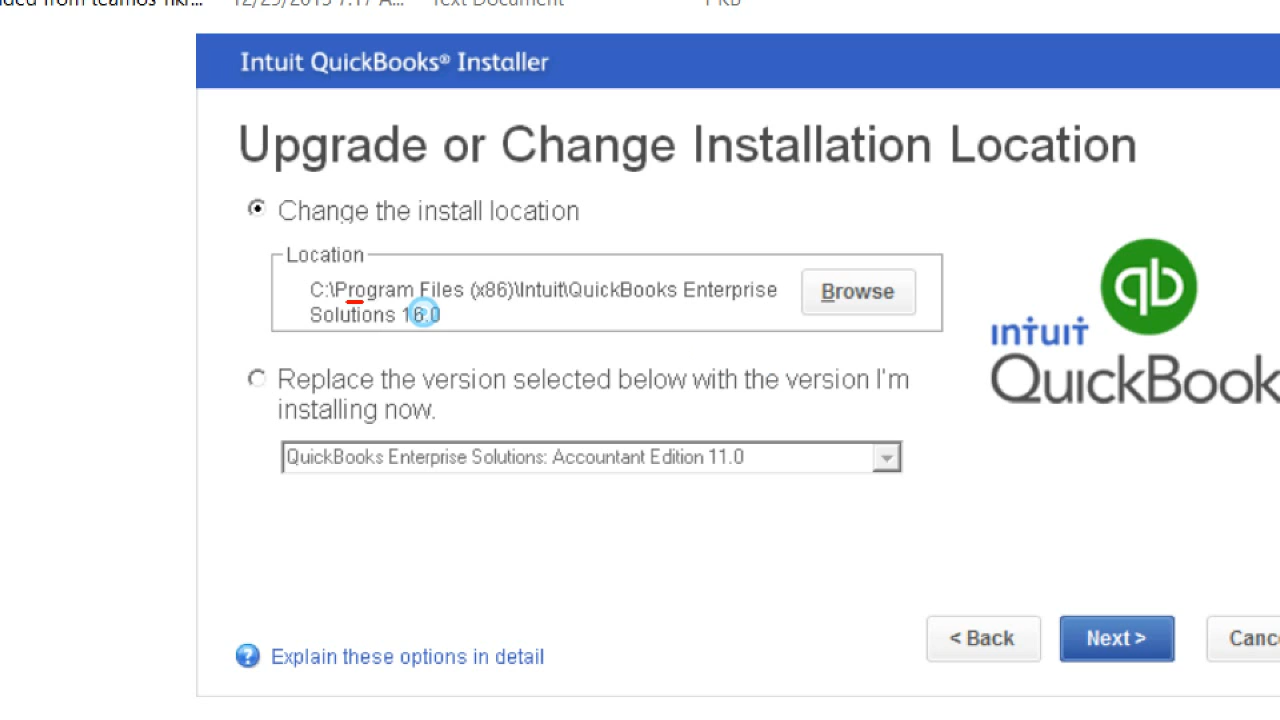 Intuit QuickBooks® Installer
Upgrade or Change Installation Location
Change the install location
Location
C:\Program Files (x86)\Intuit\QuickBooks Enterprise
Solutions 16.0
Browse
intuit
QuickBook
Replace the version selected below with the version I'm
installing now.
QuickBooks Enterprise Solutions: Accountant Edition 11.0
< Back
Next >
Canc
Explain these options in detail